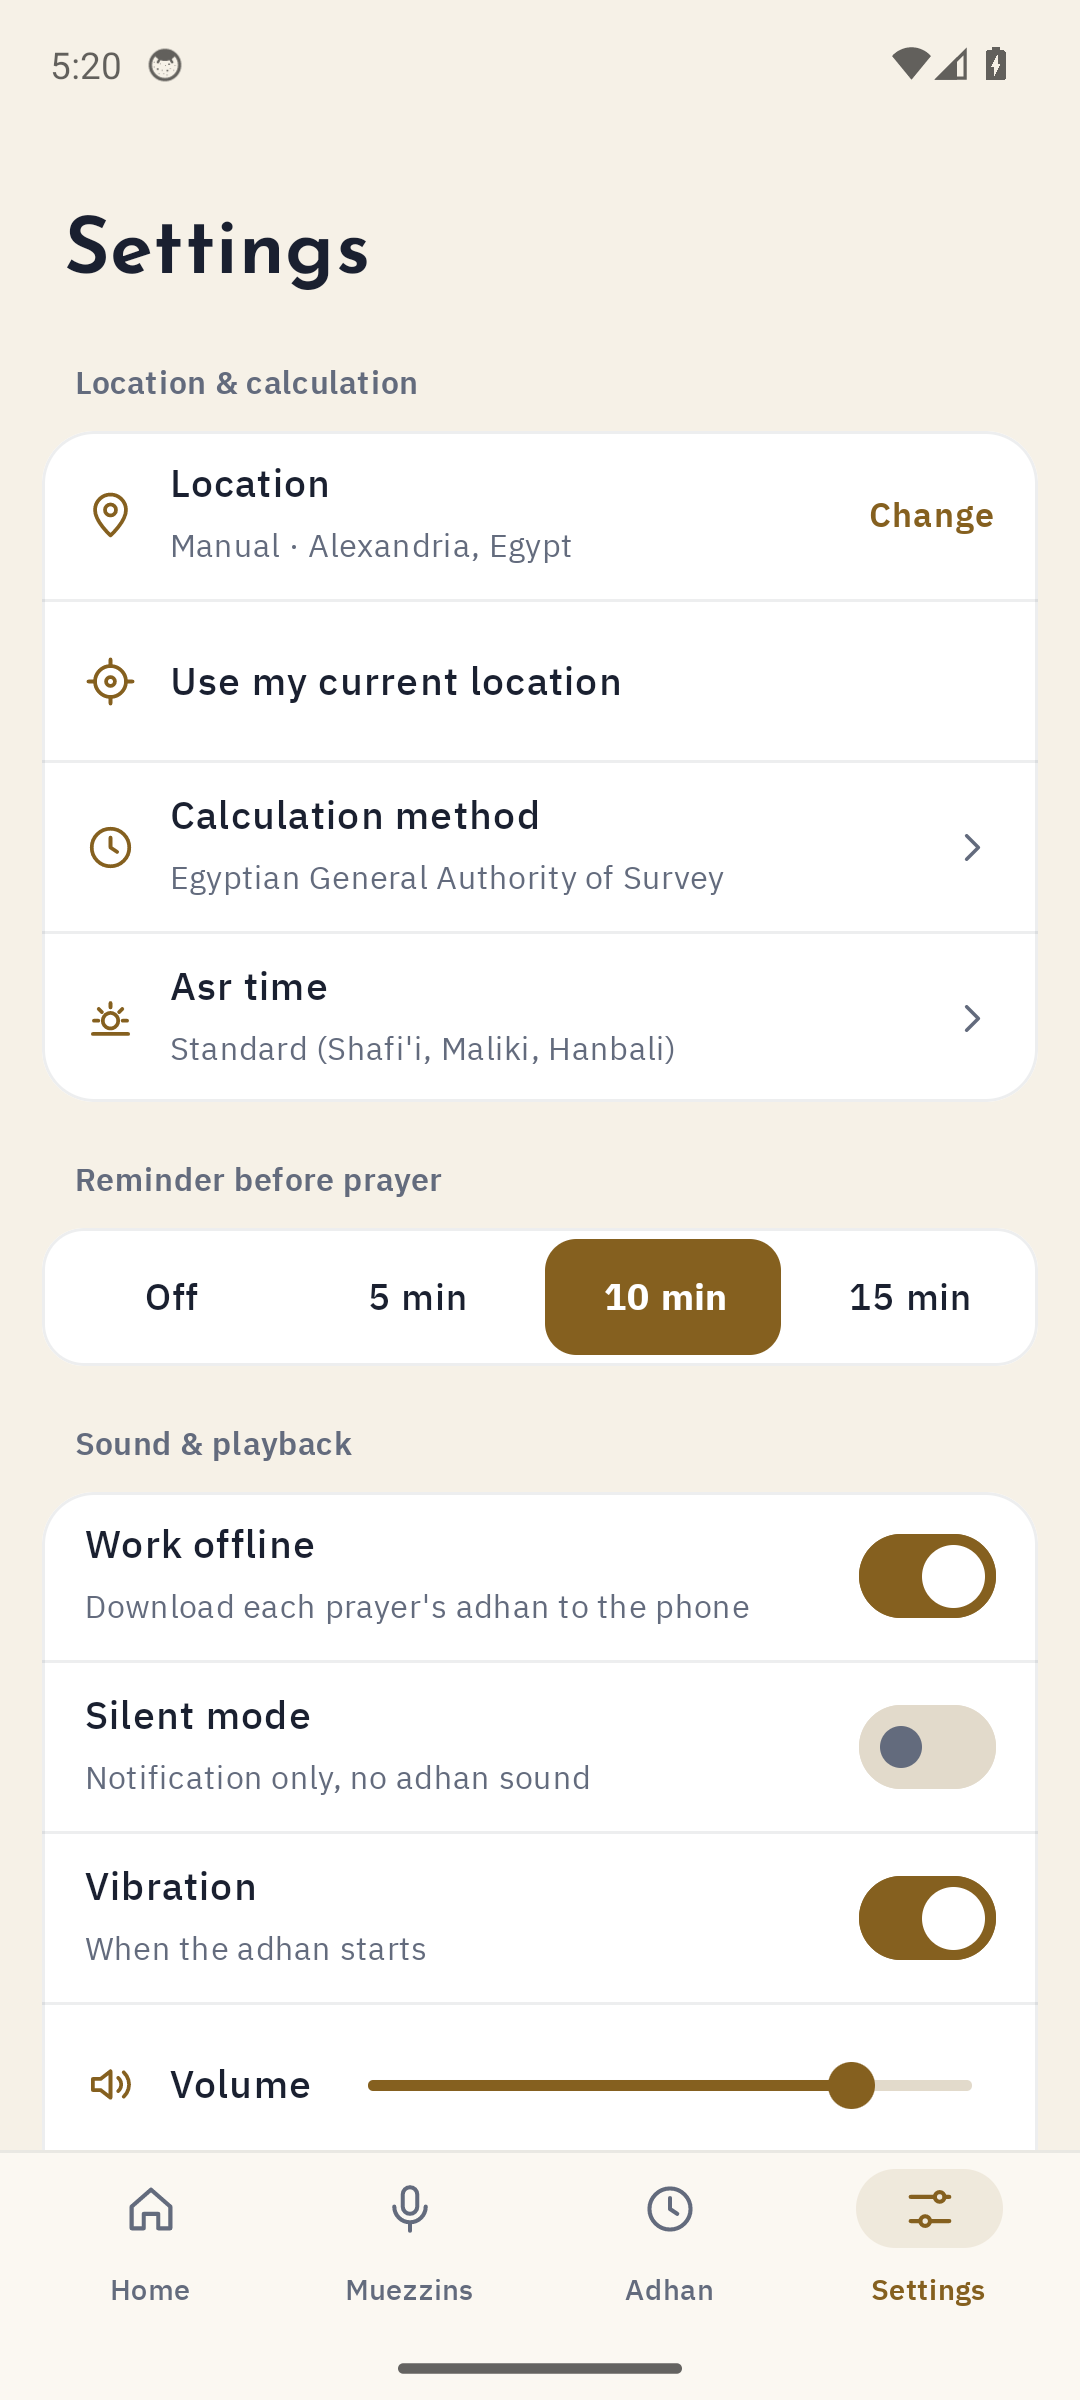 5:20
Settings
Location & calculation
Location
Manual · Alexandria, Egypt
Change
Use my current location
Calculation method
Egyptian General Authority of Survey
Asr time
Standard (Shafi'i, Maliki, Hanbali)
Reminder before prayer
Off 5 min 10 min 15 min
Sound & playback
Work offline
Download each prayer's adhan to the phone
Silent mode
Notification only, no adhan sound
Vibration
When the adhan starts
Volume
Home Muezzins Adhan Settings